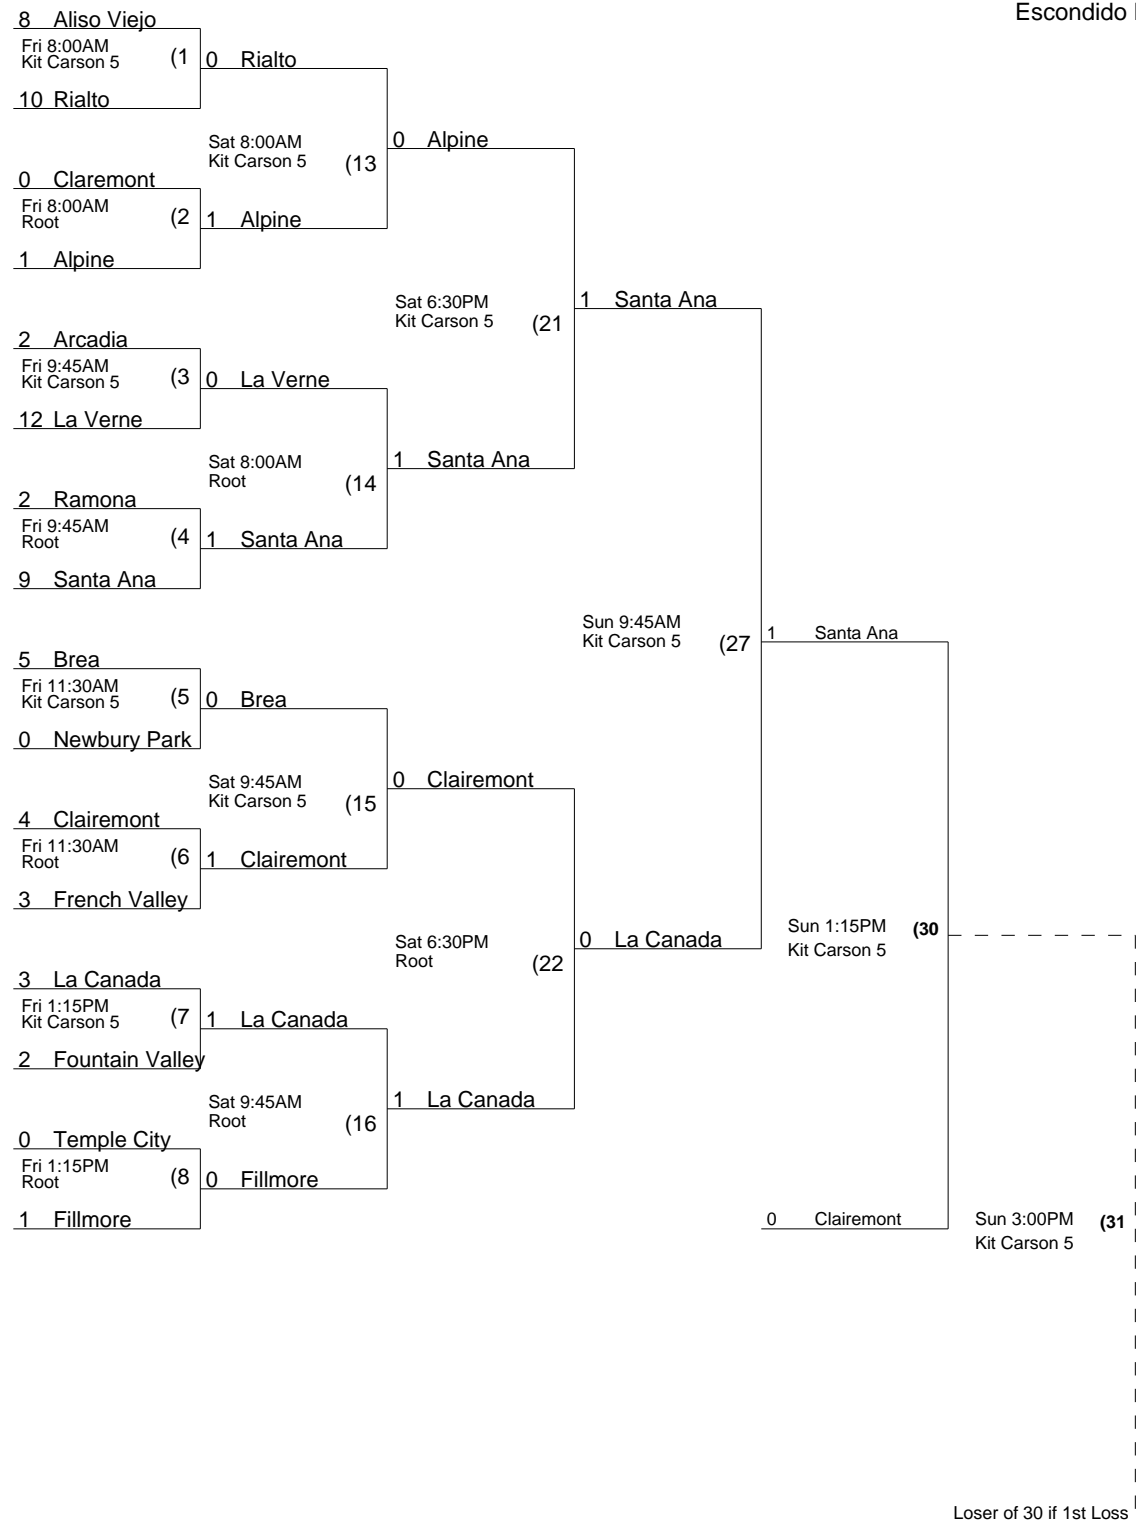 8 Aliso Viejo
Escondido
Fri 8:00AM
Kit Carson 5
(1
0 Rialto
10 Rialto
Sat 8:00AM
Kit Carson 5
(13
0 Alpine
0 Claremont
Fri 8:00AM
Root
(2
1 Alpine
1 Alpine
Sat 6:30PM
Kit Carson 5
(21
1 Santa Ana
2 Arcadia
Fri 9:45AM
Kit Carson 5
(3
0 La Verne
12 La Verne
Sat 8:00AM
Root
(14
1 Santa Ana
2 Ramona
Fri 9:45AM
Root
(4
1 Santa Ana
9 Santa Ana
Sun 9:45AM
Kit Carson 5
(27
1 Santa Ana
5 Brea
Fri 11:30AM
Kit Carson 5
(5
0 Brea
0 Newbury Park
Sat 9:45AM
Kit Carson 5
(15
0 Clairemont
4 Clairemont
Fri 11:30AM
Root
(6
1 Clairemont
3 French Valley
Sat 6:30PM
Root
(22
0 La Canada
Sun 1:15PM
Kit Carson 5
(30
3 La Canada
Fri 1:15PM
Kit Carson 5
(7
1 La Canada
2 Fountain Valley
Sat 9:45AM
Root
(16
1 La Canada
0 Temple City
Fri 1:15PM
Root
(8
0 Fillmore
1 Fillmore
0 Clairemont
Sun 3:00PM
Kit Carson 5
(31
Loser of 30 if 1st Loss